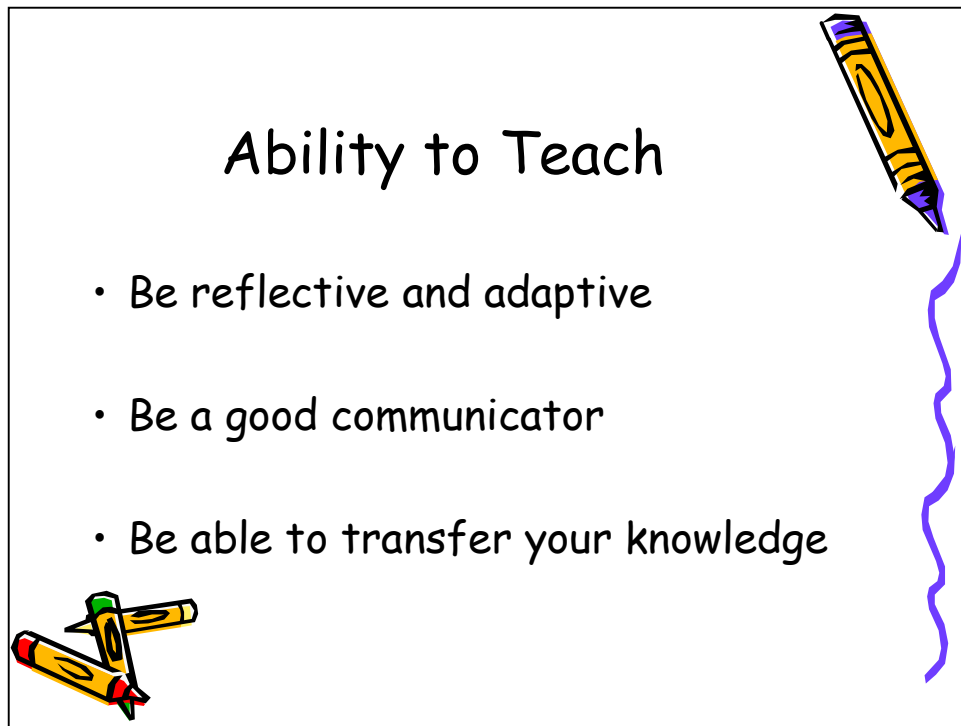 Ability to Teach
• Be reflective and adaptive
• Be a good communicator
• Be able to transfer your knowledge